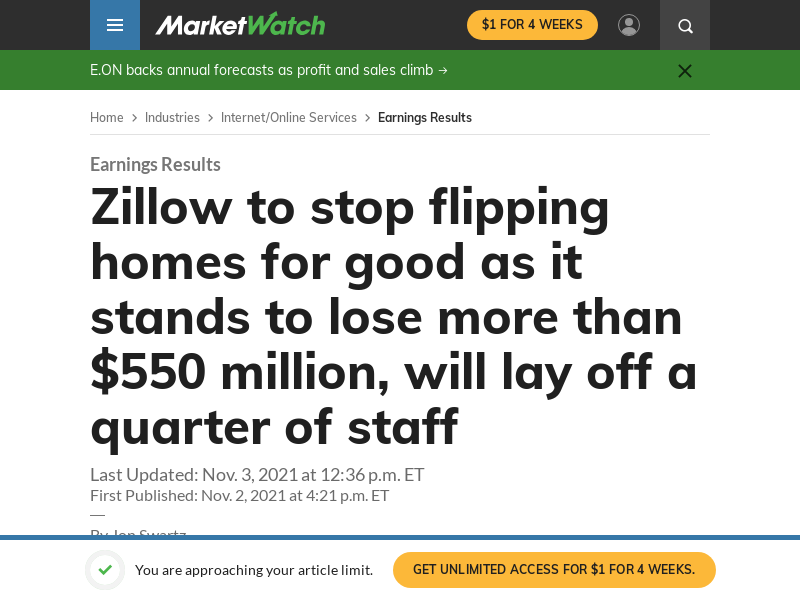 MarketWatch
$1 FOR 4 WEEKS
E.ON backs annual forecasts as profit and sales climb →
Home > Industries > Internet/Online Services > Earnings Results
Earnings Results
Zillow to stop flipping
homes for good as it
stands to lose more than
$550 million, will lay off a
quarter of staff
Last Updated: Nov. 3, 2021 at 12:36 p.m. ET
First Published: Nov. 2, 2021 at 4:21 p.m. ET
—
By Jon Swartz
You are approaching your article limit.
GET UNLIMITED ACCESS FOR $1 FOR 4 WEEKS.